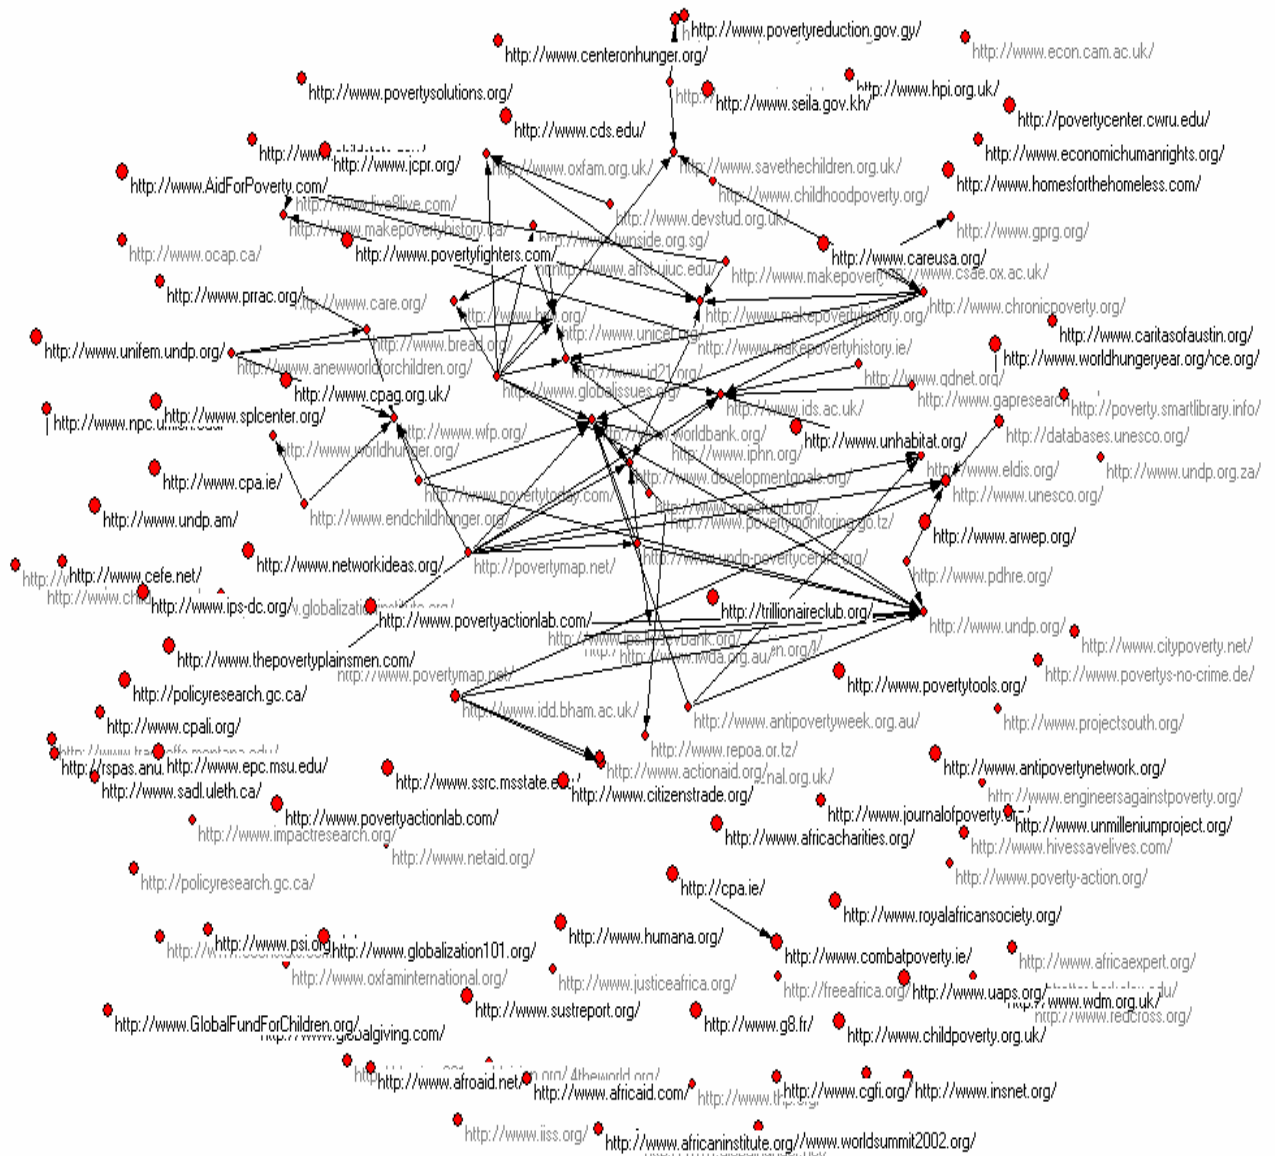 http://www.povertyreduction.gov.gy/
http://www.centeronhunger.org/
http://www.econ.cam.ac.uk/
http://www.povertysolutions.org/
http://www.hpi.org.uk/
http://www.seila.gov.kh/
http://povertycenter.cwru.edu/
http://www.cds.edu/
http://www.economichumanrights.org/
http://www.jcpr.org/
http://www.oxfam.org.uk/
http://www.savethechildren.org.uk/
http://www.homesforthehomeless.com/
http://www.AidForPoverty.com/
http://www.childhoodpoverty.org/
http://www.live8live.com/
http://www.devstud.org.uk/
http://www.makepovertyhistory.ca/
http://www.gprg.org/
http://www.ocap.ca/
http://www.povertyfighters.com/
http://www.careusa.org/
http://www.csae.ox.ac.uk/
http://www.prrac.org/
http://www.care.org/
http://www.makepovertyhistory.org/
http://www.chronicpoverty.org/
http://www.unicef.org/
http://www.caritasofaustin.org/
http://www.bread.org/
http://www.makepovertyhistory.ie/
http://www.unifem.undp.org/
http://www.worldhungeryear.org/hce.org/
http://www.anewworldforchildren.org/
http://www.id21.org/
http://www.qdnet.org/
http://www.globalissues.org/
http://www.cpag.org.uk/
http://www.gapresearch
http://poverty.smartlibrary.info/
http://www.ids.ac.uk/
http://www.splcenter.org/
http://www.npc.u
http://www.wfp.org/
http://www.worldbank.org/
http://www.unhabitat.org/
http://databases.unesco.org/
http://www.worldhunger.org/
http://www.iphn.org/
http://www.eldis.org/
http://www.undp.org.za/
http://www.cpa.ie/
http://www.developmentgoals.org/
http://www.povertytoday.com/
http://www.unesco.org/
http://www.endchildhunger.org/
http://www.povertymonitoring.go.tz/
http://www.undp.am/
http://www.arwep.org/
http://www.undp-povertycentre.org/
http://www.networkideas.org/
http://povertymap.net/
http://www.pdhre.org/
http://www.cefe.net/
http://www.ips-dc.org/
http://www.povertyactionlab.com/
http://trillionaireclub.org/
http://www.undp.org/
http://www.citypoverty.net/
http://www.iwda.org.au/
http://www.thepovertyplainsmen.com/
http://www.povertymap.net/
http://www.povertys-no-crime.de/
http://policyresearch.gc.ca/
http://www.povertytools.org/
http://www.idd.bham.ac.uk/
http://www.antipovertyweek.org.au/
http://www.projectsouth.org/
http://www.cpali.org/
http://www.repoa.or.tz/
http://rspas.anu.
http://www.epc.msu.edu/
http://www.actionaid.org/
http://www.antipovertynetwork.org/
http://www.sadl.uleth.ca/
http://www.ssrc.msstate.e
http://www.citizenstrade.org/
http://www.engineersagainstpoverty.org/
http://www.povertyactionlab.com/
http://www.journalofpoverty.org/
http://www.unmilleniumproject.org/
http://www.impactresearch.org/
http://www.africacharities.org/
http://www.hivessavelives.com/
http://www.netaid.org/
http://www.poverty-action.org/
http://policyresearch.gc.ca/
http://cpa.ie/
http://www.royalafricansociety.org/
http://www.humana.org/
http://www.psi.org
http://www.globalization101.org/
http://www.combatpoverty.ie/
http://www.africaexpert.org/
http://www.oxfaminternational.org/
http://www.justiceafrica.org/
http://freeafrica.org/
http://www.uaps.org/
http://www.wdm.org.uk/
http://www.sustreport.org/
http://www.redcross.org/
http://www.GlobalFundForChildren.org/
http://www.g8.fr/
http://www.globalgiving.com/
http://www.childpoverty.org.uk/
http://www.afroaid.net/
http://www.africaid.com/
http://www.thp.org/
http://www.cgfi.org/
http://www.insnet.org/
http://www.iiss.org/
http://www.africaninstitute.org/
/www.worldsummit2002.org/